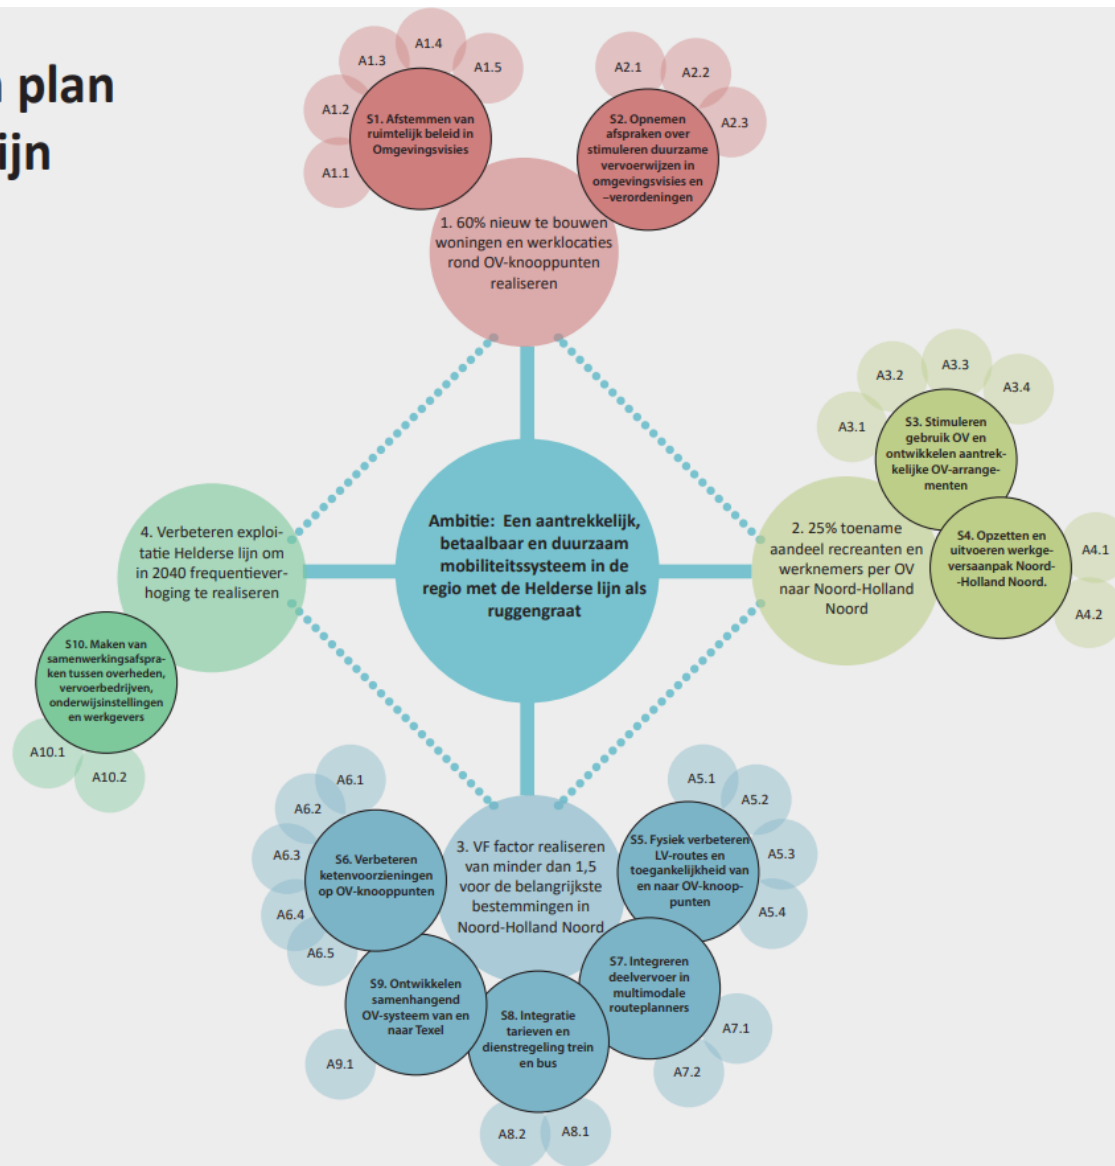 plan
ijn
A1.1
A1.2
A1.3
A1.4
A1.5
S1. Afstemmen van
ruimtelijk beleid in
Omgevingsvisies
A2.1
A2.2
A2.3
S2. Opnemen
afspraken over
stimuleren duurzame
vervoerwijzen in
omgevingsvisies en
–verordeningen
1. 60% nieuw te bouwen
woningen en werklocaties
rond OV-knooppunten
realiseren
A3.1
A3.2
A3.3
A3.4
S3. Stimuleren
gebruik OV en
ontwikkelen aantrek-
kelijke OV-arrange-
menten
S4. Opzetten en
uitvoeren werkge-
versaanpak Noord-
-Holland Noord.
A4.1
A4.2
2. 25% toename
aandeel recreanten en
werknemers per OV
naar Noord-Holland
Noord
Ambitie: Een aantrekkelijk,
betaalbaar en duurzaam
mobiliteitssysteem in de
regio met de Helderse lijn als
ruggengraat
4. Verbeteren exploi-
tatie Helderse lijn om
in 2040 frequentiever-
hoging te realiseren
S10. Maken van
samenwerkingsafspra-
ken tussen overheden,
vervoerbedrijven,
onderwijsinstellingen
en werkgevers
A10.1
A10.2
3. VF factor realiseren
van minder dan 1,5
voor de belangrijkste
bestemmingen in
Noord-Holland Noord
A5.1
A5.2
A5.3
A5.4
S5. Fysiek verbeteren
LV-routes en
toegankelijkheid van
en naar OV-knoop-
punten
A6.1
A6.2
A6.3
A6.4
A6.5
S6. Verbeteren
ketenvoorzieningen
op OV-knooppunten
S7. Integreren
deelvervoer in
multimodale
routeplanners
A7.1
A7.2
S8. Integratie
tarieven en
dienstregeling trein
en bus
A8.2
A8.1
S9. Ontwikkelen
samenhangend
OV-systeem van en
naar Texel
A9.1